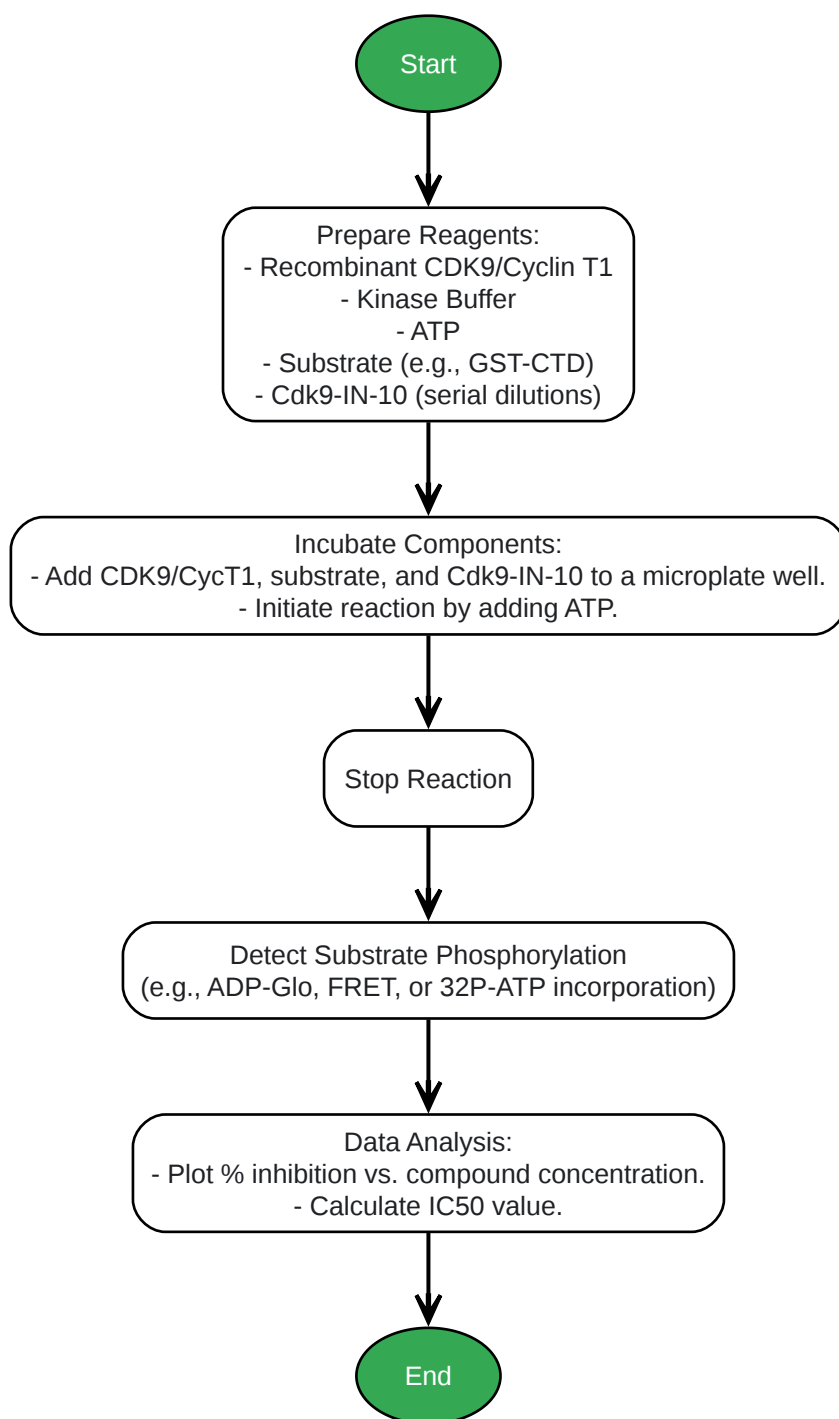 Start
Prepare Reagents:
- Recombinant CDK9/Cyclin T1
- Kinase Buffer
- ATP
- Substrate (e.g., GST-CTD)
- Cdk9-IN-10 (serial dilutions)
Incubate Components:
- Add CDK9/CycT1, substrate, and Cdk9-IN-10 to a microplate well.
- Initiate reaction by adding ATP.
Stop Reaction
Detect Substrate Phosphorylation
(e.g., ADP-Glo, FRET, or 32P-ATP incorporation)
Data Analysis:
- Plot % inhibition vs. compound concentration.
- Calculate IC50 value.
End